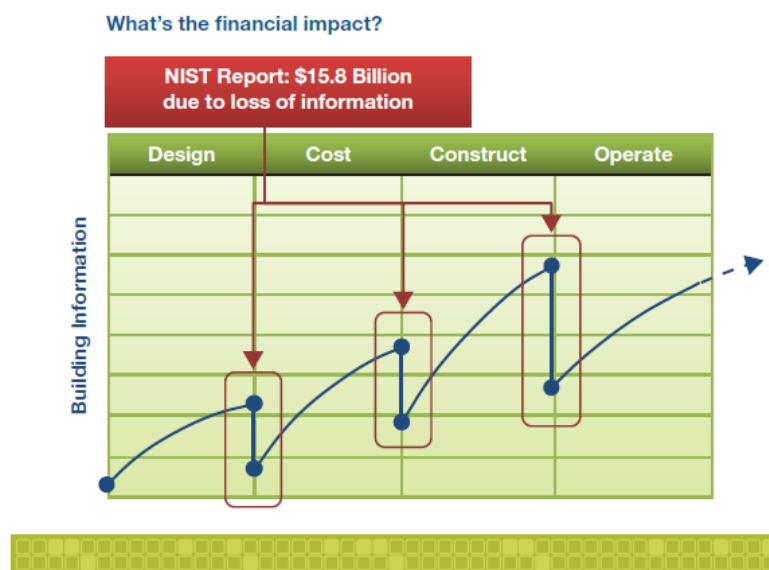 What's the financial impact?
NIST Report: $15.8 Billion
due to loss of information
Design Cost Construct Operate
Building Information